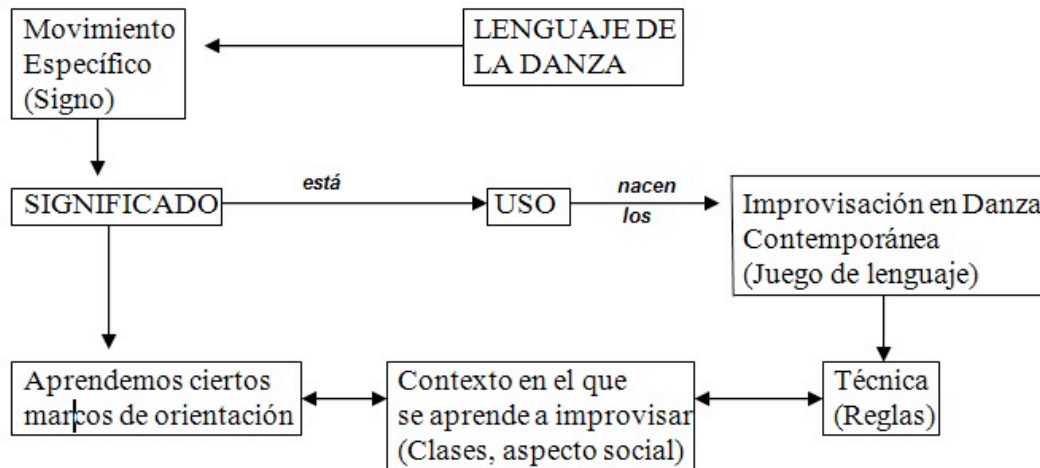 Movimiento
Específico
(Signo)
LENGUAJE DE
LA DANZA
SIGNIFICADO
está
USO
nacen
los
Improvisación en Danza
Contemporánea
(Juego de lenguaje)
Aprendemos ciertos
marcos de orientación
Contexto en el que
se aprende a improvisar
(Clases, aspecto social)
Técnica
(Reglas)